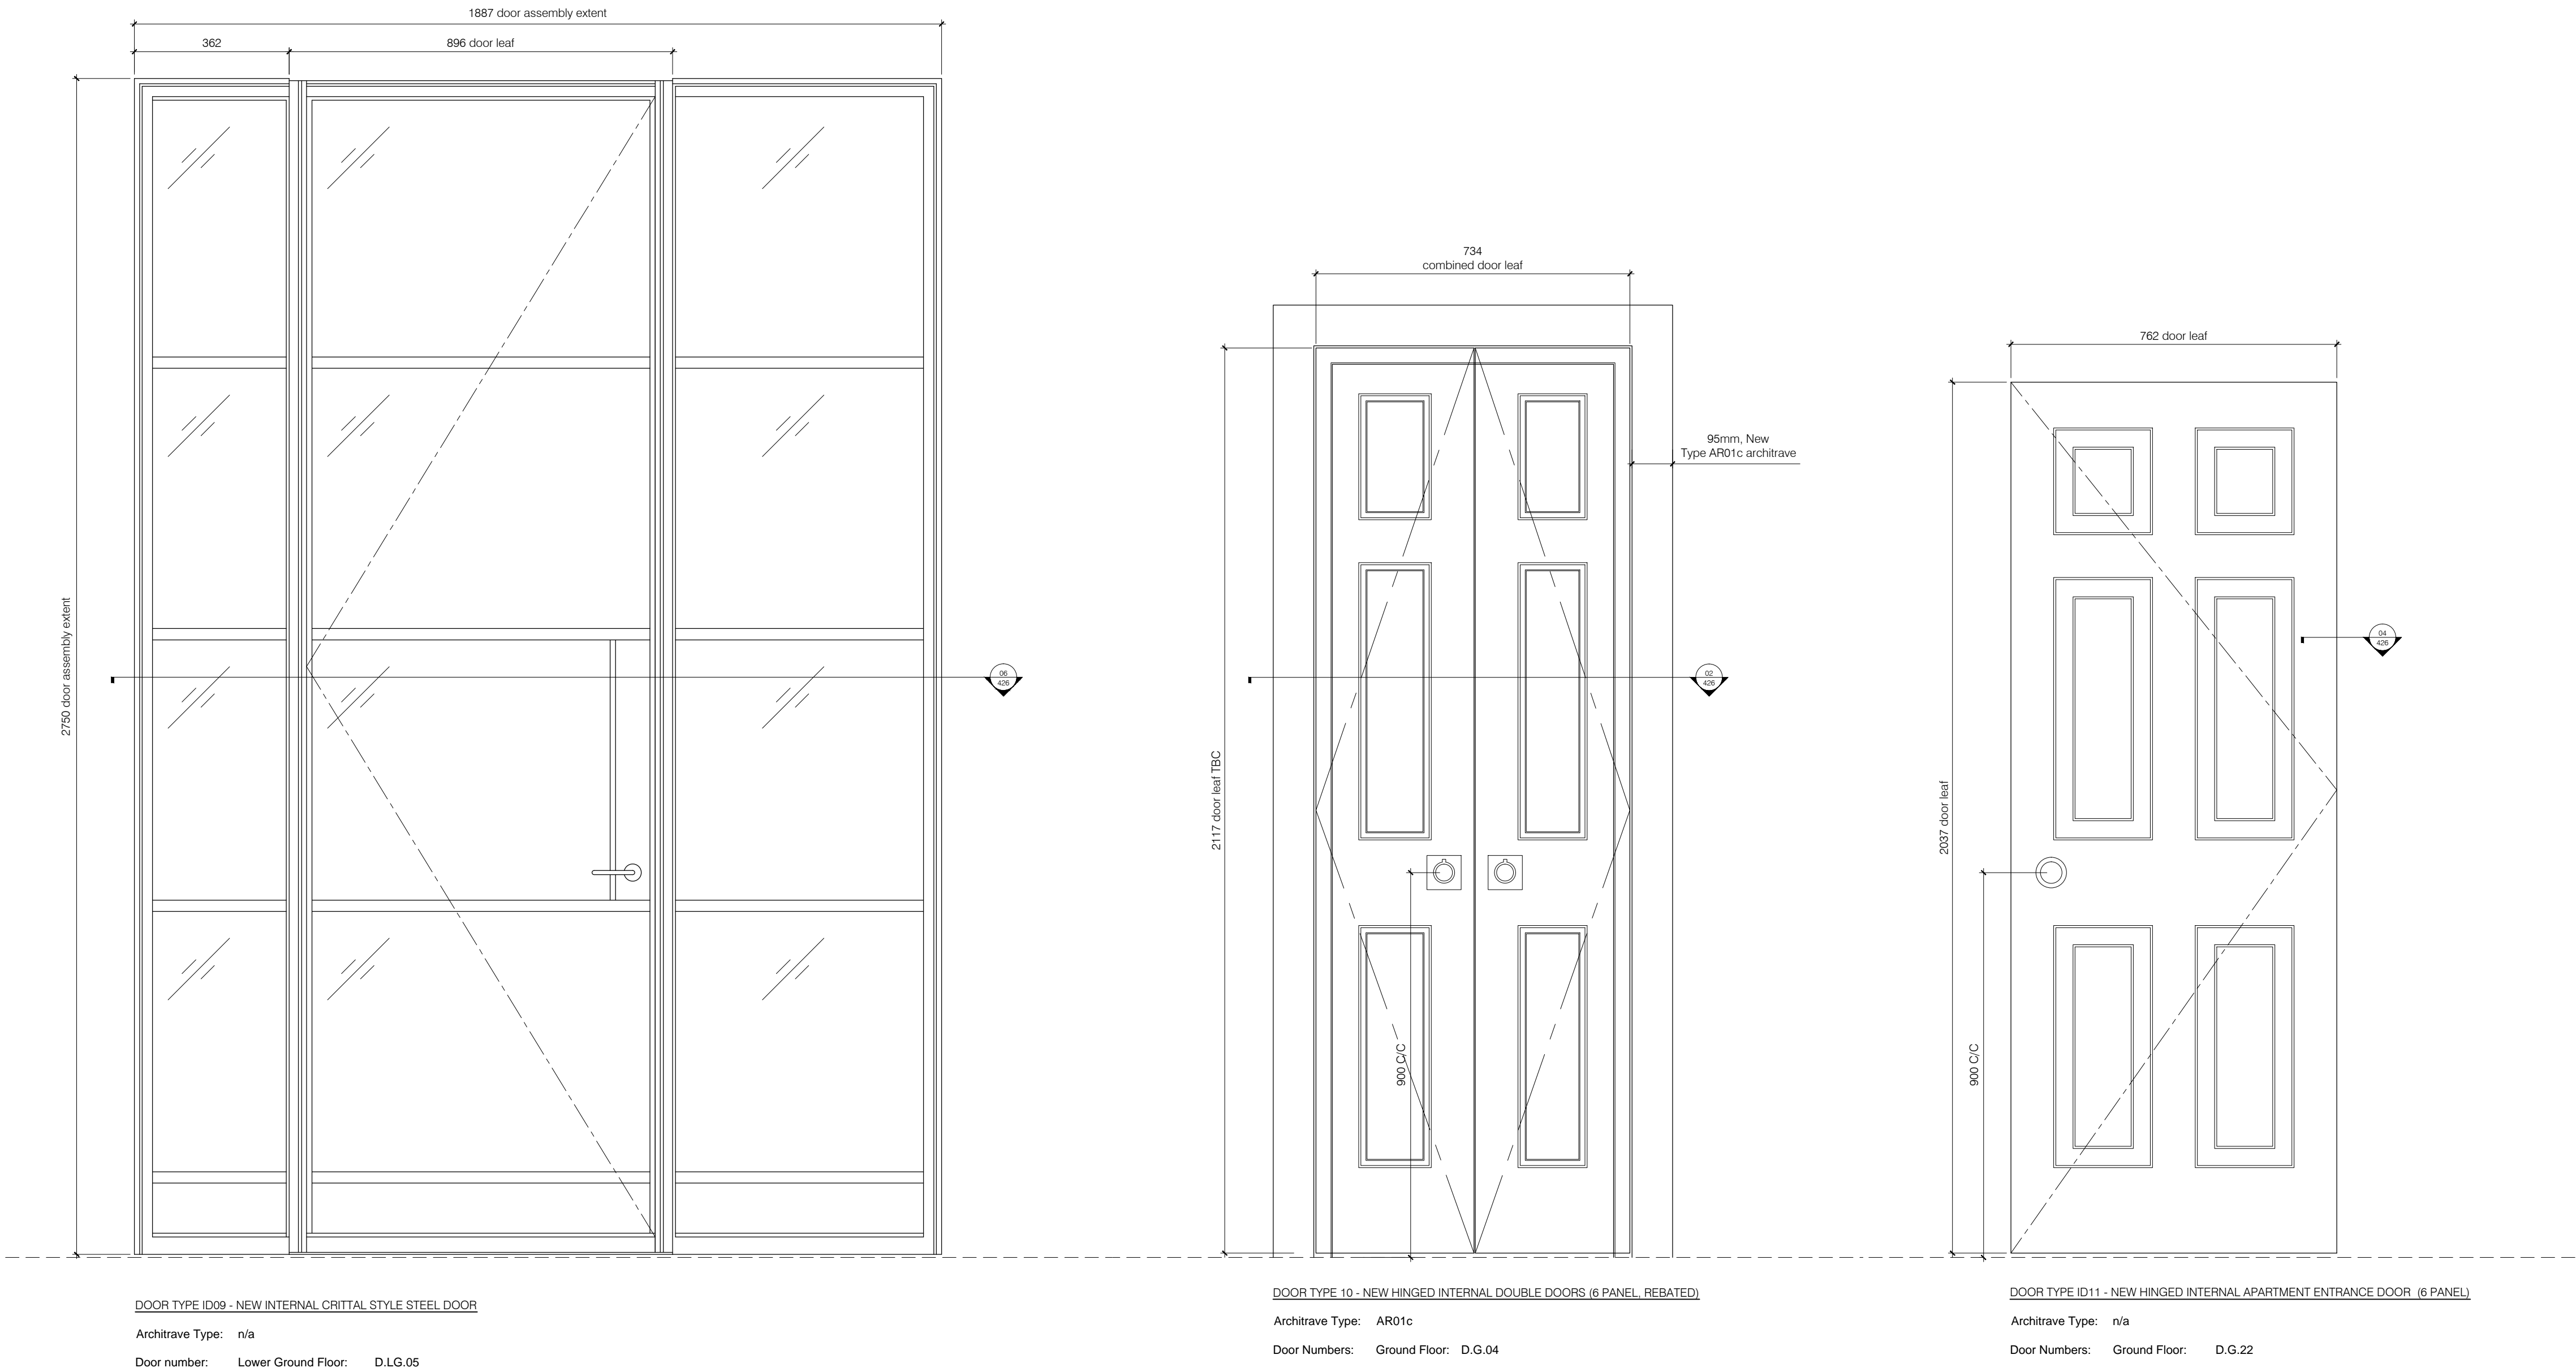 1887 door assembly extent
362
896 door leaf
2750 door assembly extent
06
426
DOOR TYPE ID09 - NEW INTERNAL CRITTAL STYLE STEEL DOOR
Architrave Type: n/a
Door number: Lower Ground Floor: D.LG.05
734
combined door leaf
95mm, New
Type AR01c architrave
2117 door leaf TBC
02
426
900 C/C
DOOR TYPE 10 - NEW HINGED INTERNAL DOUBLE DOORS (6 PANEL, REBATED)
Architrave Type: AR01c
Door Numbers: Ground Floor: D.G.04
762 door leaf
04
426
2037 door leaf
900 C/C
DOOR TYPE ID11 - NEW HINGED INTERNAL APARTMENT ENTRANCE DOOR (6 PANEL)
Architrave Type: n/a
Door Numbers: Ground Floor: D.G.22